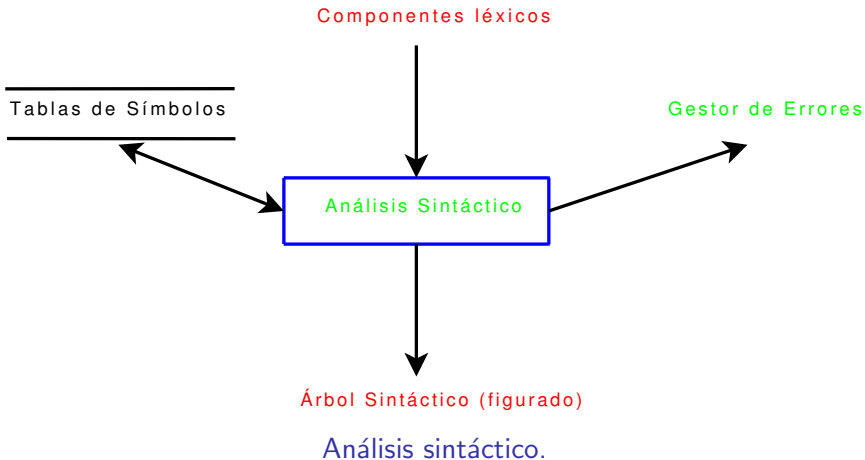 Componentes léxicos
Tablas de Símbolos
Gestor de Errores
Análisis Sintáctico
Árbol Sintáctico (figurado)
Análisis sintáctico.